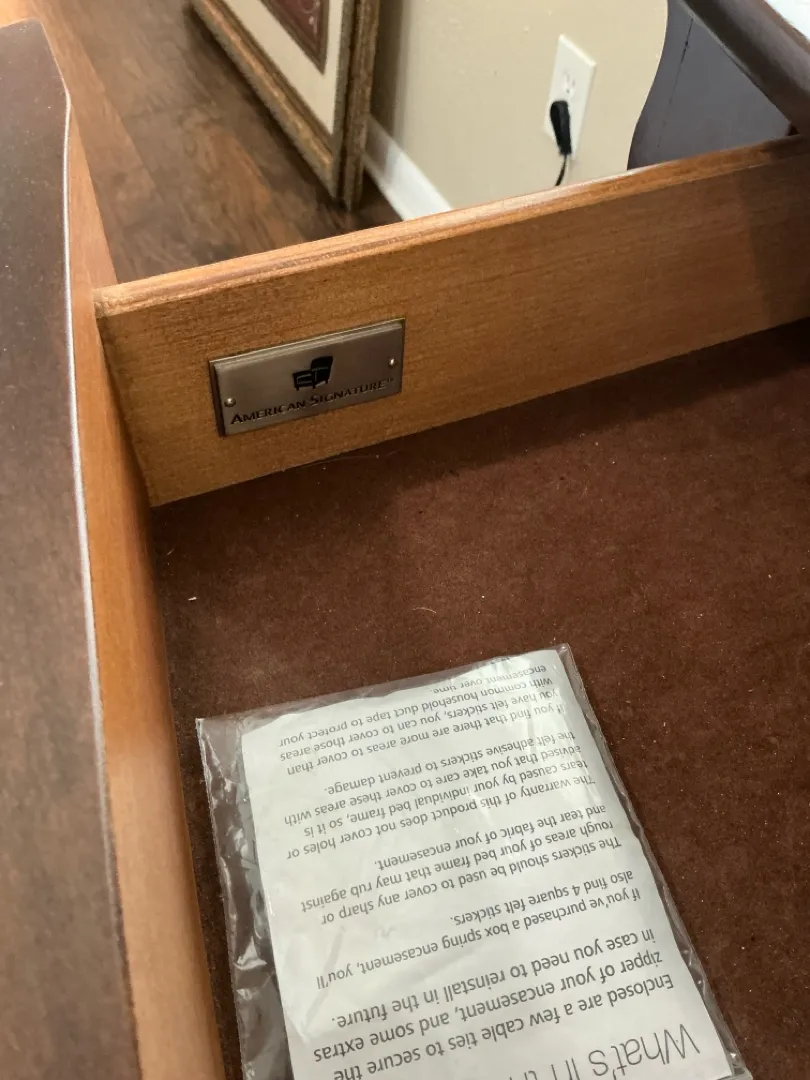 AMERICAN SIGNATURE™
What's in th
Enclosed are a few cable ties to secure the
zipper of your encasement, and some extras
in case you need to reinstall in the future.
If you've purchased a box spring encasement, you'll
also find 4 square felt stickers.
The stickers should be used to cover any sharp or
rough areas of your bed frame that may rub against
and tear the fabric of your encasement.
The warranty of this product does not cover holes or
tears caused by your individual bed frame, so it is
advised that you take care to cover these areas with
the felt adhesive stickers to prevent damage.
If you find that there are more areas to cover than
you have felt stickers, you can to cover those areas
with common household duct tape to protect your
encasement over time